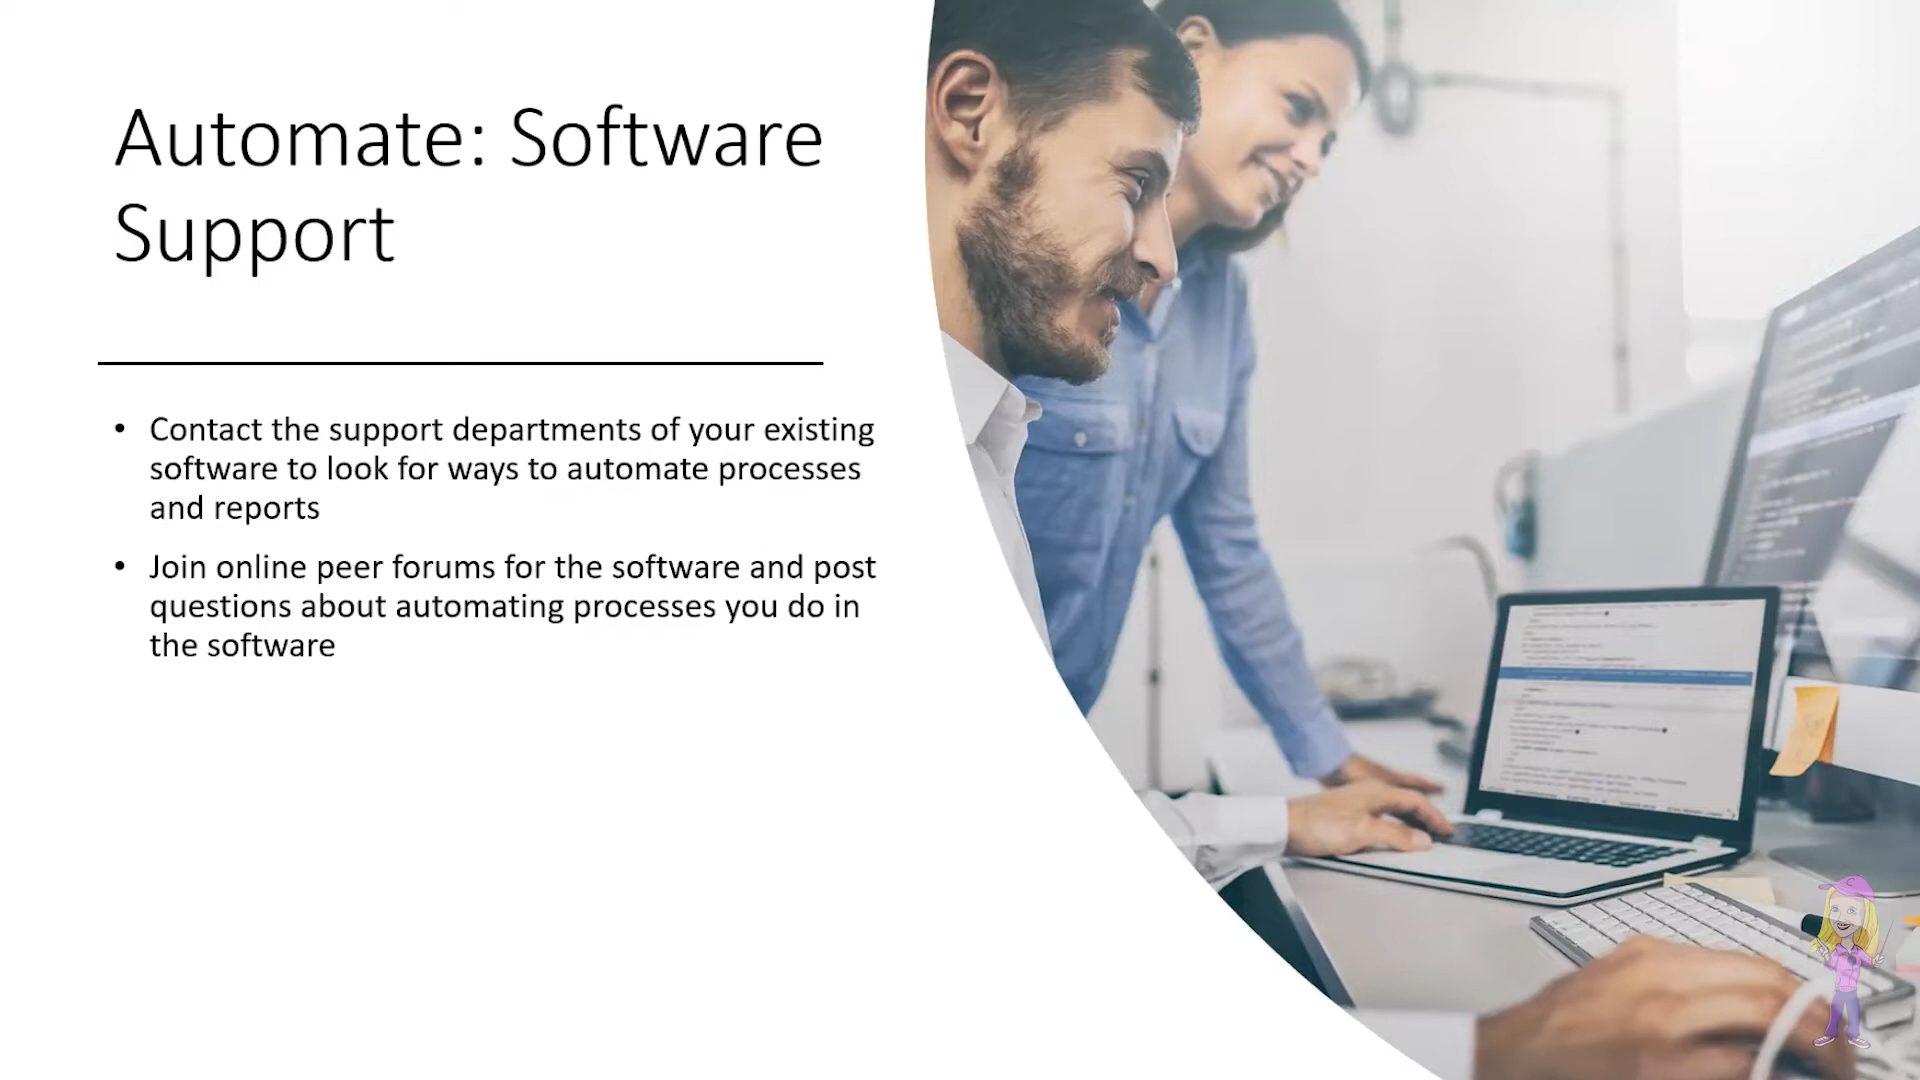 Automate: Software
Support
• Contact the support departments of your existing
software to look for ways to automate processes
and reports
• Join online peer forums for the software and post
questions about automating processes you do in
the software